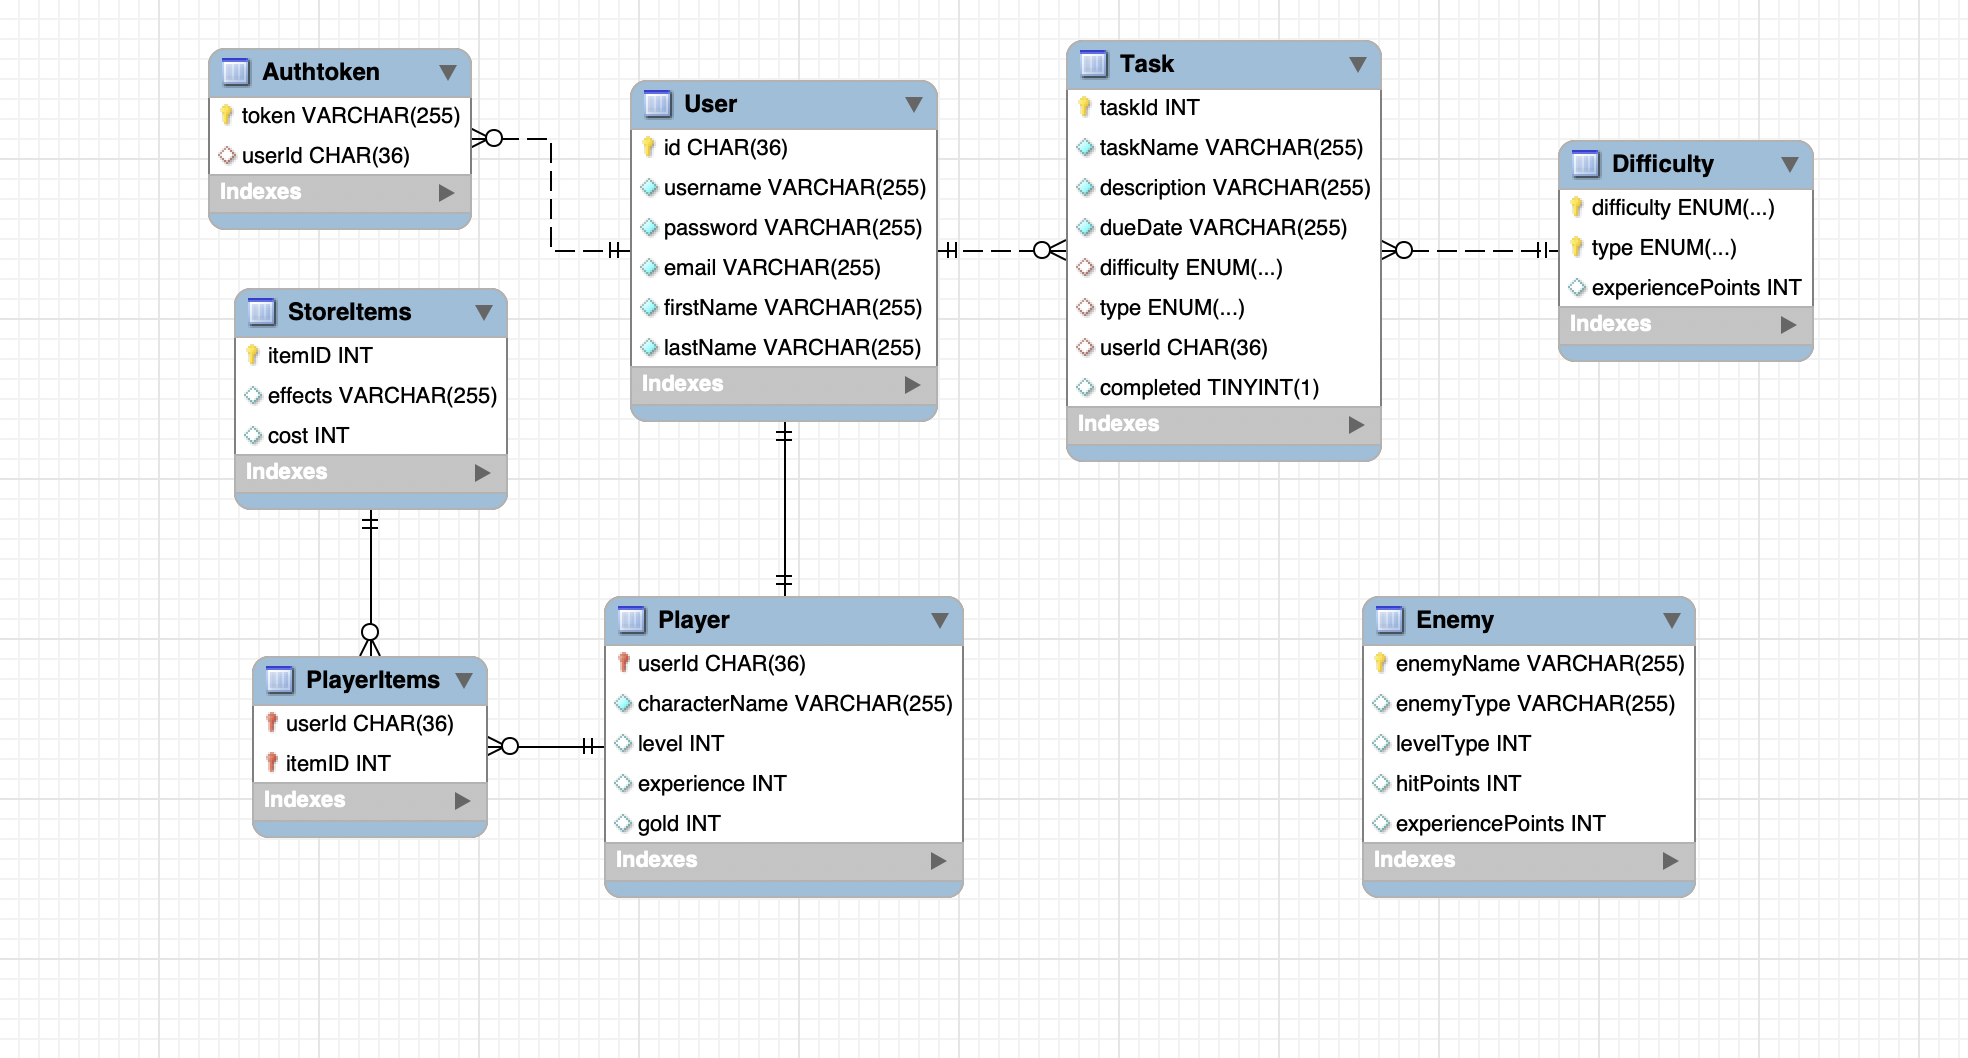 Authtoken
token VARCHAR(255)
userId CHAR(36)
Indexes
User
id CHAR(36)
username VARCHAR(255)
password VARCHAR(255)
email VARCHAR(255)
firstName VARCHAR(255)
lastName VARCHAR(255)
Indexes
Task
taskId INT
taskName VARCHAR(255)
description VARCHAR(255)
dueDate VARCHAR(255)
difficulty ENUM(...)
type ENUM(...)
userId CHAR(36)
completed TINYINT(1)
Indexes
Difficulty
difficulty ENUM(...)
type ENUM(...)
experiencePoints INT
Indexes
StoreItems
itemID INT
effects VARCHAR(255)
cost INT
Indexes
PlayerItems
userId CHAR(36)
itemID INT
Indexes
Player
userId CHAR(36)
characterName VARCHAR(255)
level INT
experience INT
gold INT
Indexes
Enemy
enemyName VARCHAR(255)
enemyType VARCHAR(255)
levelType INT
hitPoints INT
experiencePoints INT
Indexes